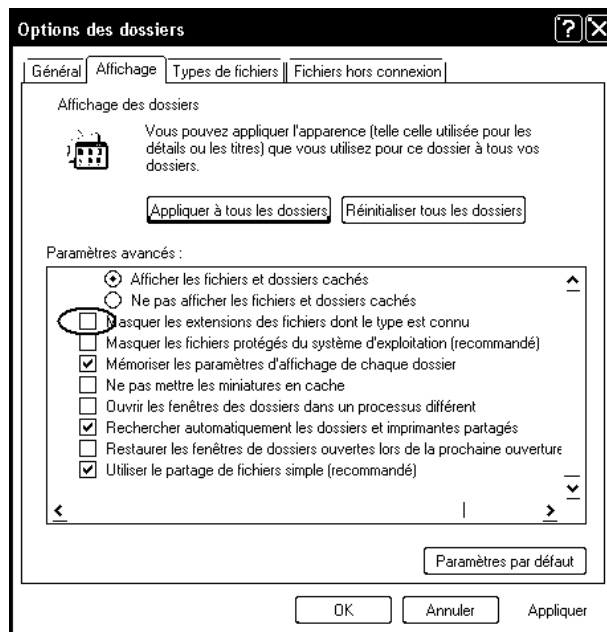 Options des dossiers
Général Affichage Types de fichiers Fichiers hors connexion
Affichage des dossiers
Vous pouvez appliquer l'apparence (telle celle utilisée pour les
détails ou les titres) que vous utilisez pour ce dossier à tous vos
dossiers.
Appliquer à tous les dossiers Réinitialiser tous les dossiers
Paramètres avancés :
Afficher les fichiers et dossiers cachés
Ne pas afficher les fichiers et dossiers cachés
Masquer les extensions des fichiers dont le type est connu
Masquer les fichiers protégés du système d'exploitation (recommandé)
Mémoriser les paramètres d'affichage de chaque dossier
Ne pas mettre les miniatures en cache
Ouvrir les fenêtres des dossiers dans un processus différent
Rechercher automatiquement les dossiers et imprimantes partagés
Restaurer les fenêtres de dossiers ouvertes lors de la prochaine ouverture
Utiliser le partage de fichiers simple (recommandé)
Paramètres par défaut
OK Annuler Appliquer